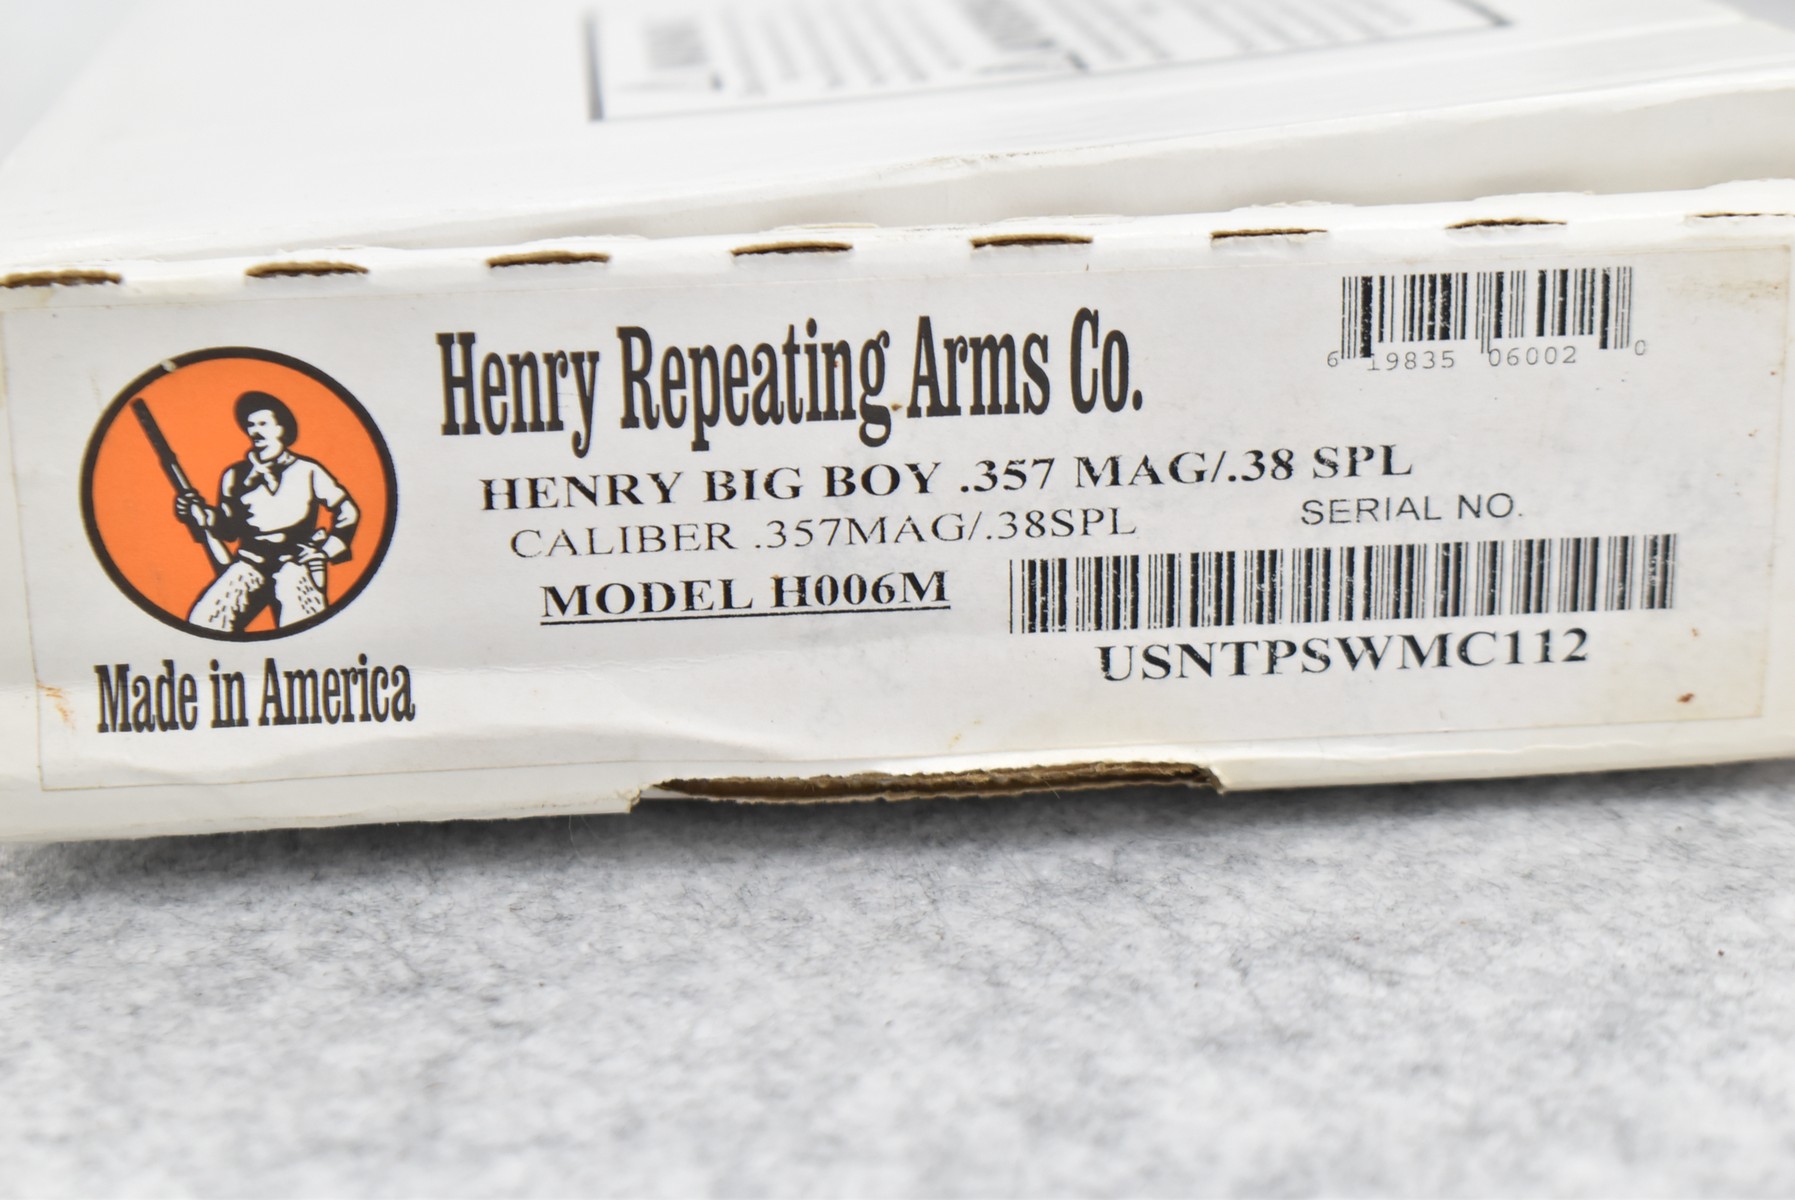 Henry Repeating Arms Co.
6 19835 06002 0
HENRY BIG BOY .357 MAG/.38 SPL
CALIBER .357MAG/.38SPL
SERIAL NO.
MODEL H006M
USNTPSWMC112
Made in America